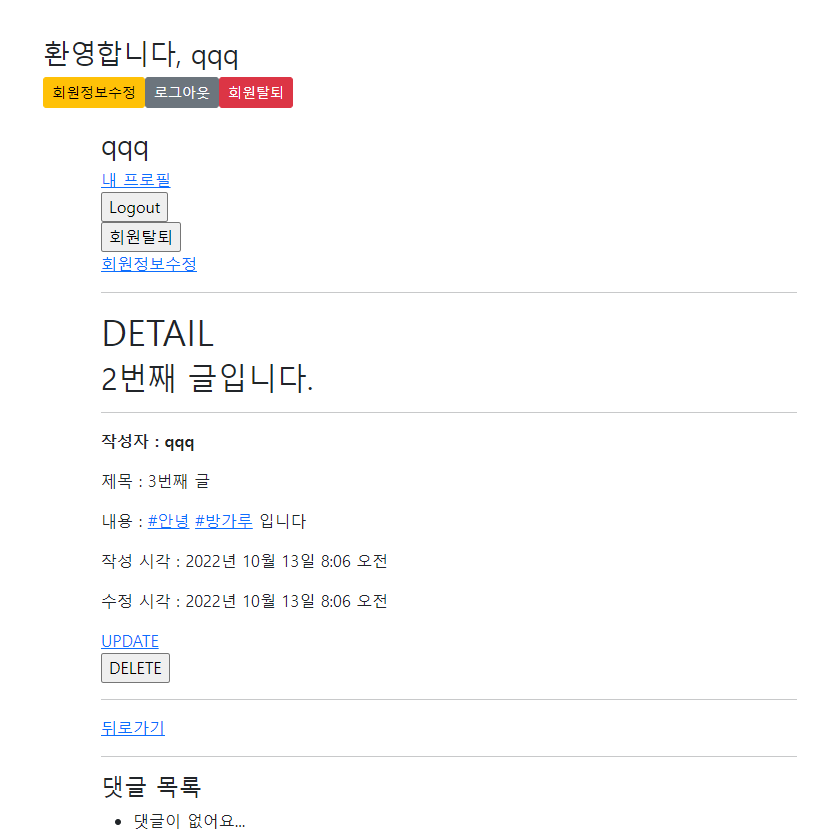 환영합니다, qqq
회원정보수정 로그아웃 회원탈퇴
qqq
내 프로필
Logout
회원탈퇴
회원정보수정
DETAIL
2번째 글입니다.
작성자 : qqq
제목 : 3번째 글
내용 : #안녕 #방가루 입니다
작성 시각 : 2022년 10월 13일 8:06 오전
수정 시각 : 2022년 10월 13일 8:06 오전
UPDATE
DELETE
뒤로가기
댓글 목록
댓글이 없어요...